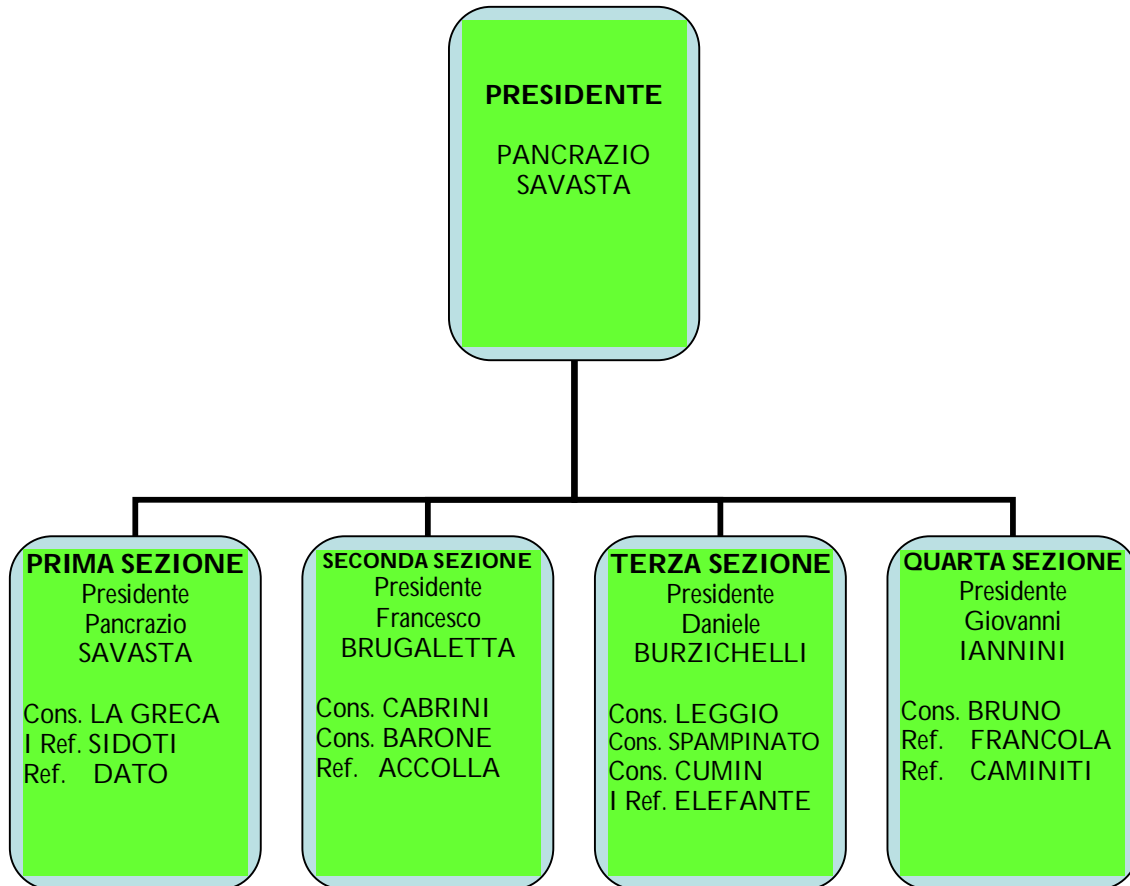 PRESIDENTE
PANCRAZIO
SAVASTA
PRIMA SEZIONE
Presidente
Pancrazio
SAVASTA
Cons. LA GRECA
I Ref. SIDOTI
Ref. DATO
SECONDA SEZIONE
Presidente
Francesco
BRUGALETTA
Cons. CABRINI
Cons. BARONE
Ref. ACCOLLA
TERZA SEZIONE
Presidente
Daniele
BURZICHELLI
Cons. LEGGIO
Cons. SPAMPINATO
Cons. CUMIN
I Ref. ELEFANTE
QUARTA SEZIONE
Presidente
Giovanni
IANNINI
Cons. BRUNO
Ref. FRANCOLA
Ref. CAMINITI